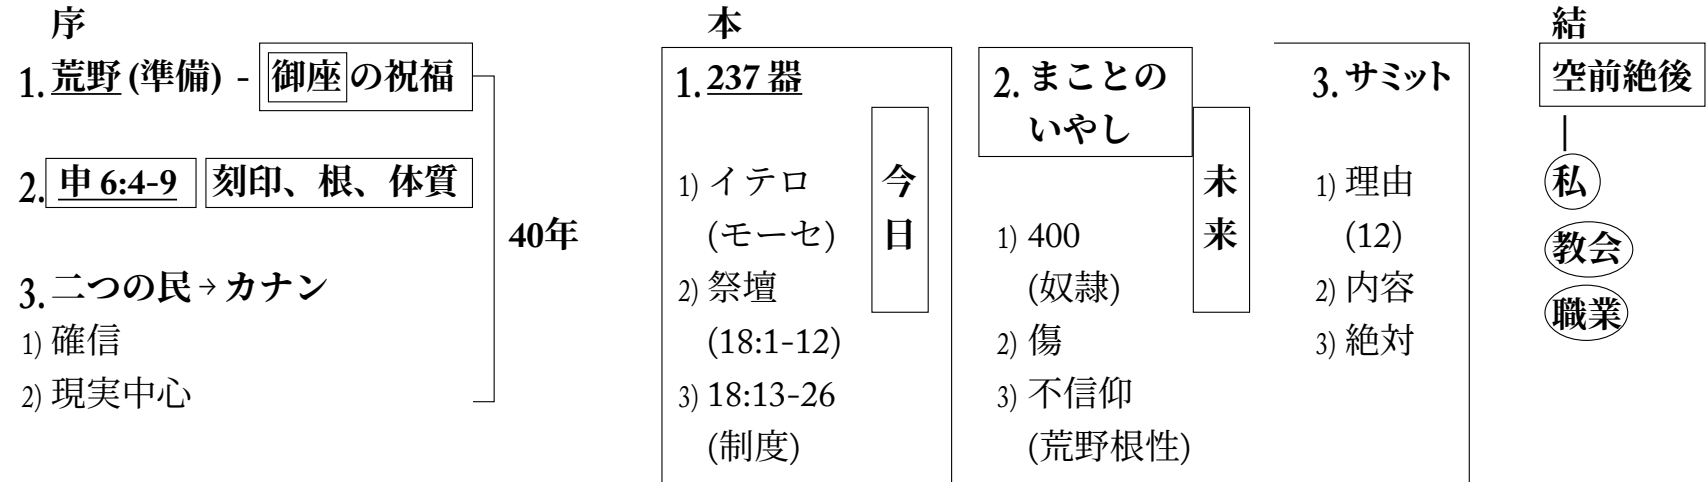 序
1. 荒野 (準備) - 御座の祝福
2. 申 6:4-9 刻印、根、体質
3. 二つの民→カナン
1) 確信
2) 現実中心
40年
本
1. 237 器
1) イテロ
(モーセ)
2) 祭壇
(18:1-12)
3) 18:13-26
(制度)
今
日
2. まことの
いやし
1) 400
(奴隷)
2) 傷
3) 不信仰
(荒野根性)
未
来
3. サミット
1) 理由
(12)
2) 内容
3) 絶対
結
空前絶後
私
教会
職業